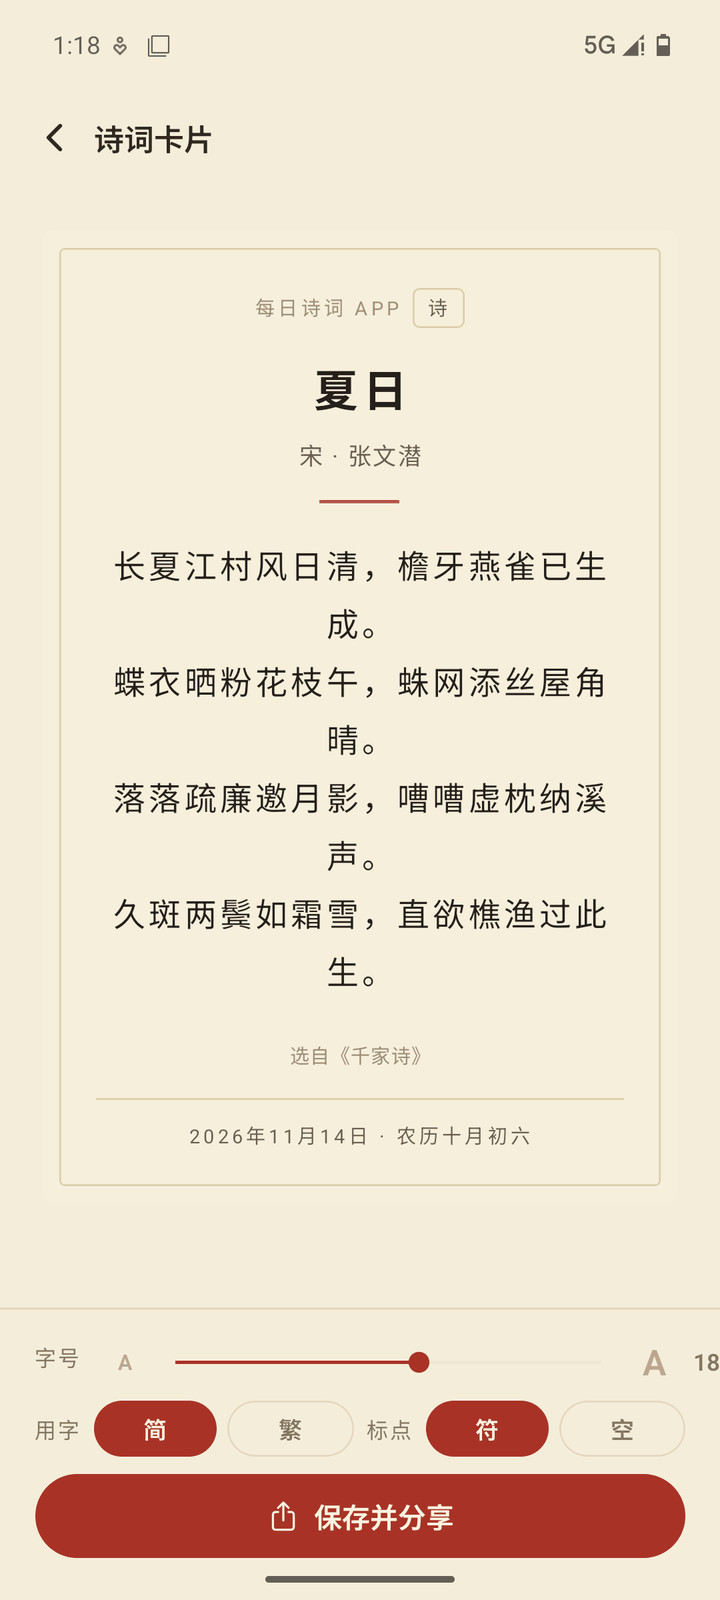 1:18
5G
诗词卡片
每日诗词 APP 诗
夏日
宋 · 张文潜
长夏江村风日清，檐牙燕雀已生
成。
蝶衣晒粉花枝午，蛛网添丝屋角
晴。
落落疏廉邀月影，嘈嘈虚枕纳溪
声。
久斑两鬓如霜雪，直欲樵渔过此
生。
选自《千家诗》
2026年11月14日 · 农历十月初六
字号 A A 18
用字 简 繁 标点 符 空
保存并分享